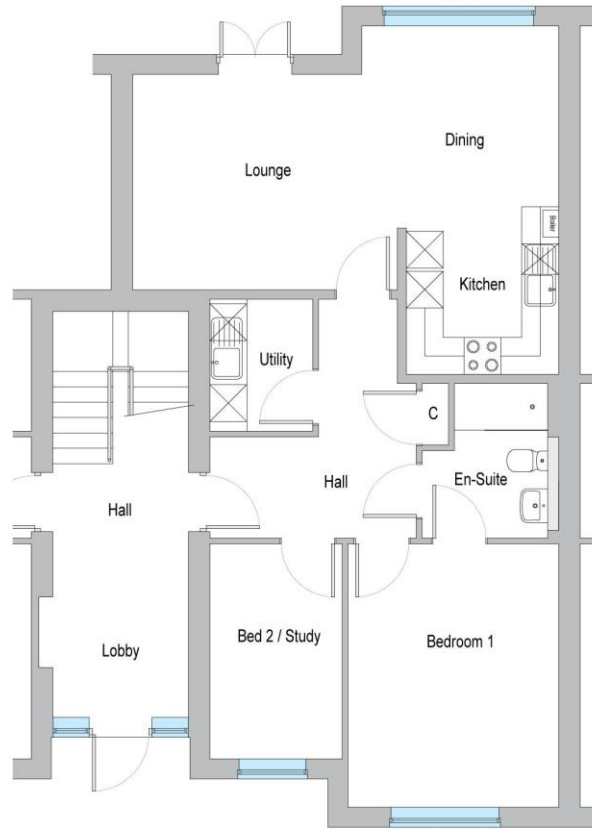 Dining
Lounge
Boiler
Kitchen
Utility
C
En-Suite
Hall
Hall
Bed 2 / Study
Bedroom 1
Lobby